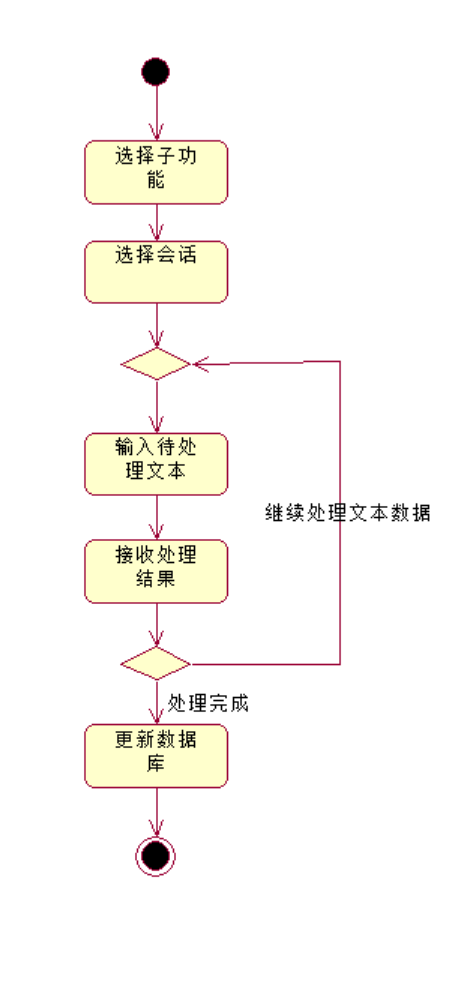 选择子功
能
选择会话
输入待处
理文本
继续处理文本数据
接收处理
结果
处理完成
更新数据
库